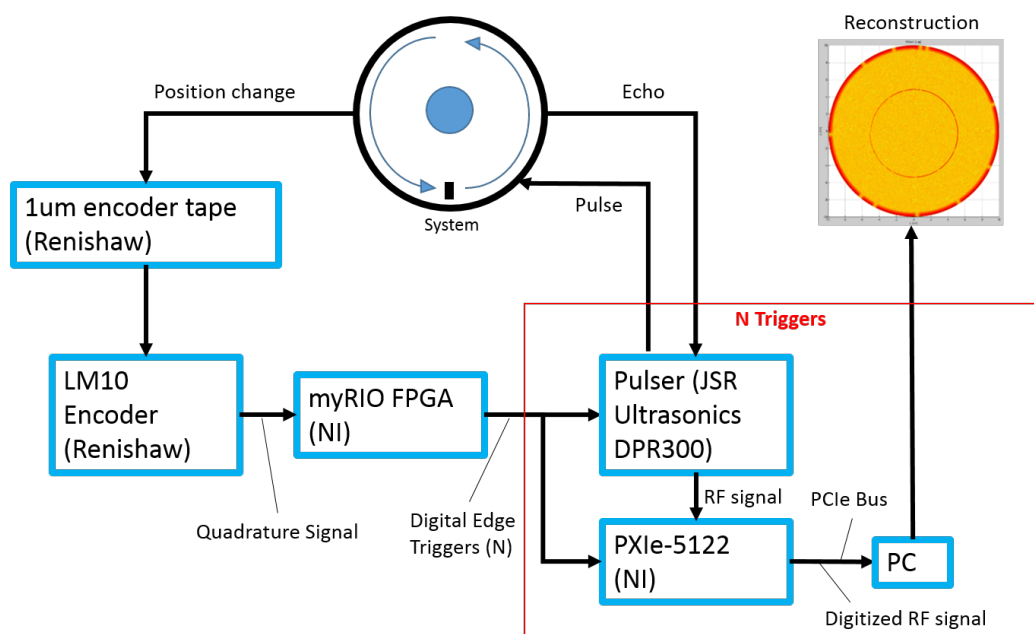 Reconstruction
Position change
Echo
1um encoder tape
(Renishaw)
Pulse
System
N Triggers
LM10
Encoder
(Renishaw)
myRIO FPGA
(NI)
Pulser (JSR
Ultrasonics
DPR300)
Quadrature Signal
Digital Edge
Triggers (N)
RF signal
PCIe Bus
PXIe-5122
(NI)
PC
Digitized RF signal